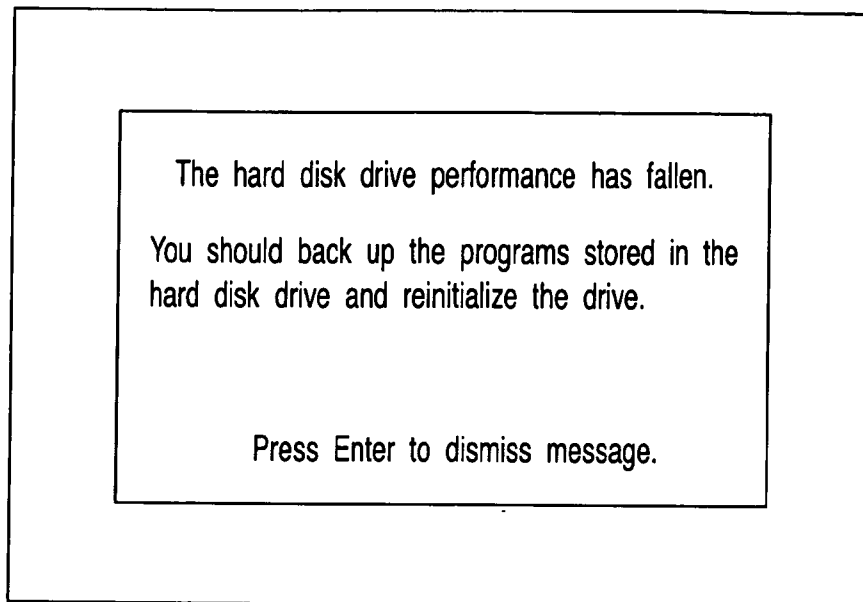 The hard disk drive performance has fallen.
You should back up the programs stored in the
hard disk drive and reinitialize the drive.
Press Enter to dismiss message.